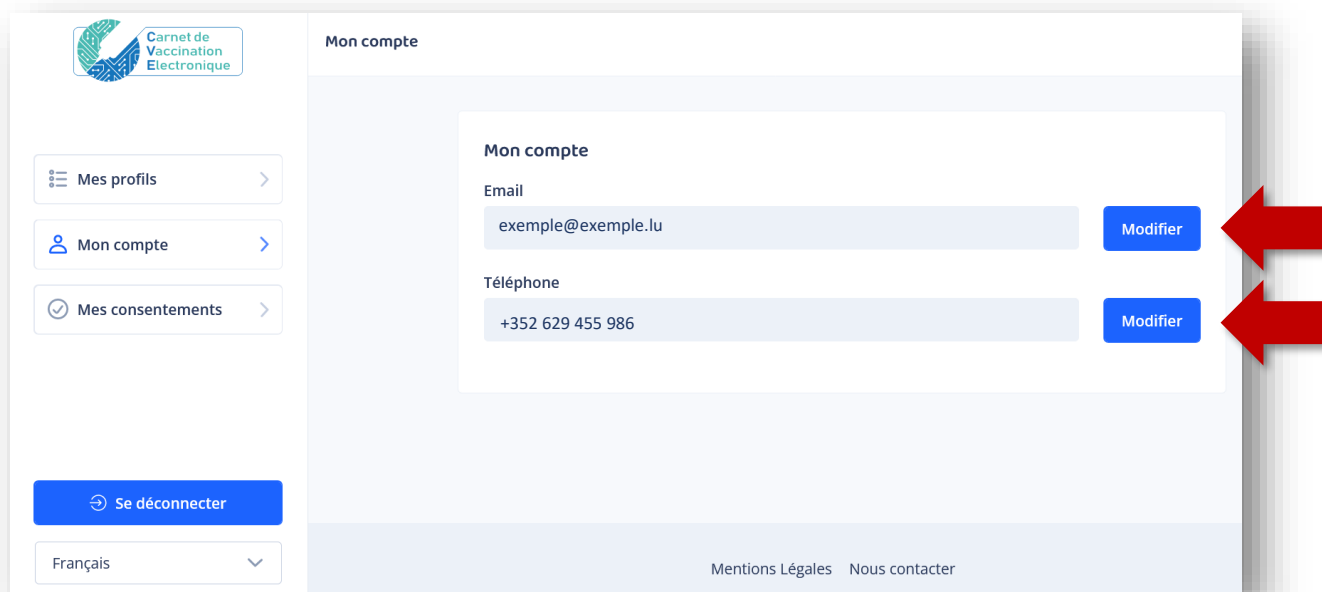 Carnet de
Vaccination
Electronique
Mon compte
Mes profils
Mon compte
Mes consentements
Se déconnecter
Français
Mon compte
Email
exemple@exemple.lu
Modifier
Téléphone
+352 629 455 986
Modifier
Mentions Légales Nous contacter